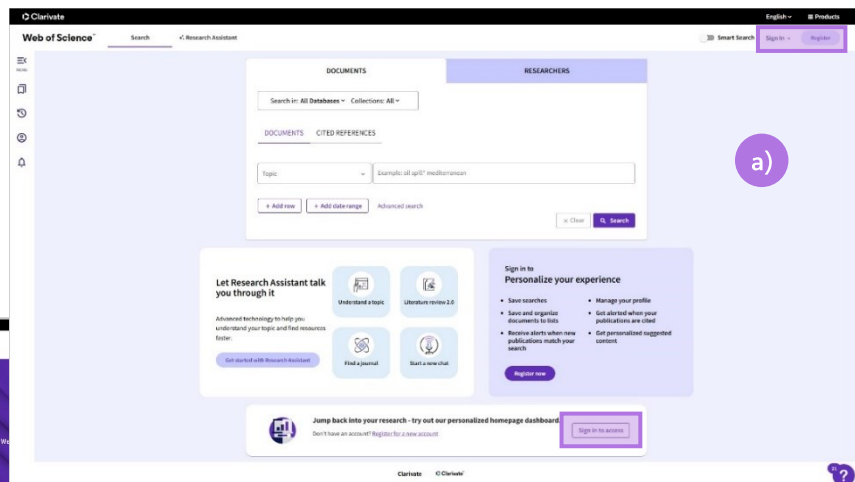 Clarivate
English
Products
Web of Science™
Search
Research Assistant
Smart Search
Sign In
Register
MENU
DOCUMENTS
RESEARCHERS
Search in: All Databases Collections: All
DOCUMENTS CITED REFERENCES
Topic
Example: oil spill* mediterranean
+ Add row
+ Add date range
Advanced search
× Clear
Search
a)
Let Research Assistant talk
you through it
Advanced technology to help you
understand your topic and find resources
faster.
Get started with Research Assistant
Understand a topic
Literature review 2.0
Find a journal
Start a new chat
Sign in to
Personalize your experience
• Save searches
• Save and organize
documents to lists
• Receive alerts when new
publications match your
search
• Manage your profile
• Get alerted when your
publications are cited
• Get personalized suggested
content
Register now
Jump back into your research - try out our personalized homepage dashboard.
Don't have an account? Register for a new account
Sign in to access
We
Clarivate
© Clarivate
21
?